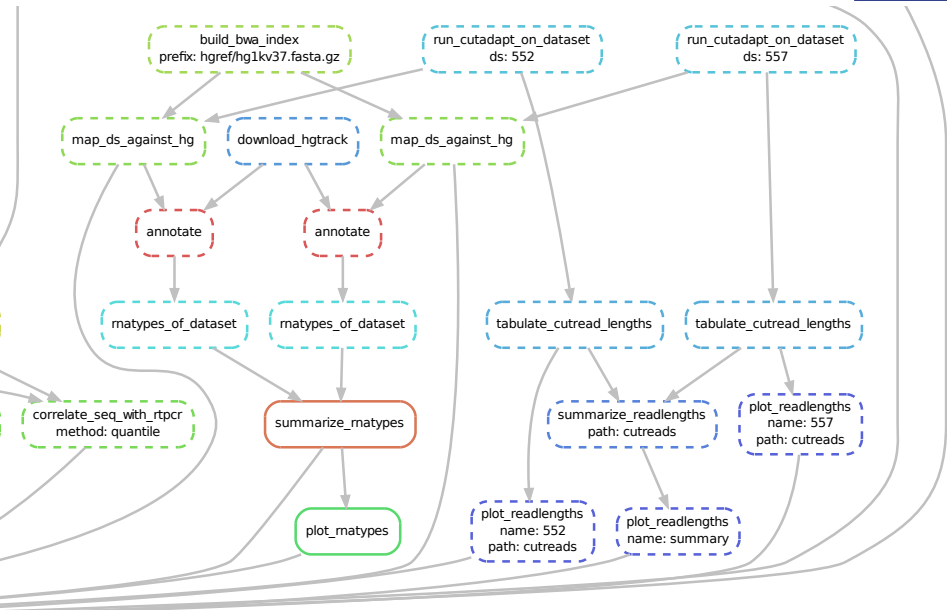 build_bwa_index
prefix: hgref/hg1kv37.fasta.gz
run_cutadapt_on_dataset
ds: 552
run_cutadapt_on_dataset
ds: 557
map_ds_against_hg
download_hgtrack
map_ds_against_hg
annotate
annotate
rnatypes_of_dataset
rnatypes_of_dataset
tabulate_cutread_lengths
tabulate_cutread_lengths
correlate_seq_with_rtpcr
method: quantile
summarize_rnatypes
summarize_readlengths
path: cutreads
plot_readlengths
name: 557
path: cutreads
plot_rnatypes
plot_readlengths
name: 552
path: cutreads
plot_readlengths
name: summary